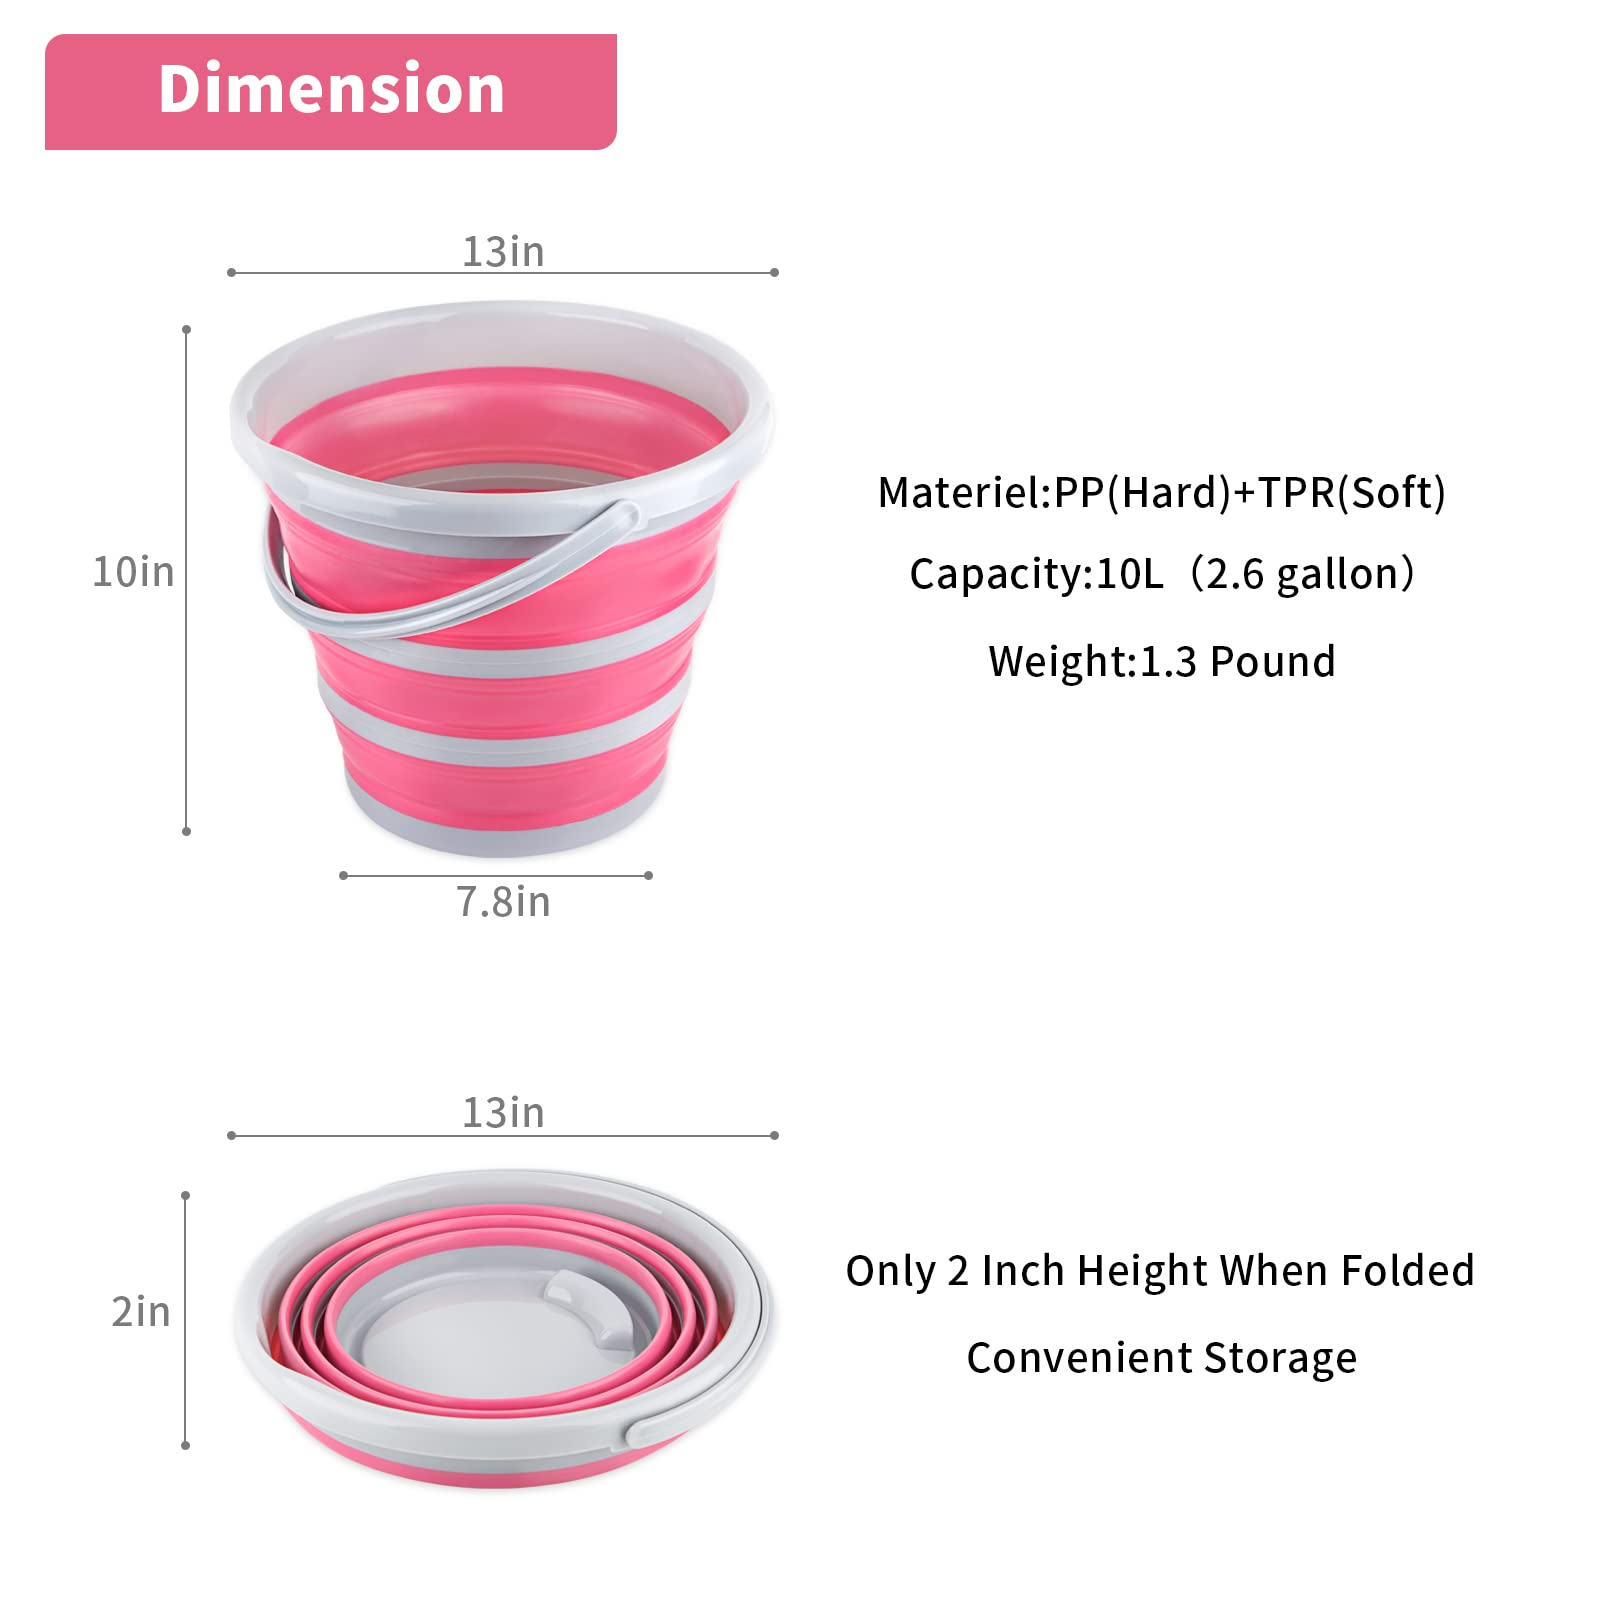 Dimension
13in
10in
7.8in
Materiel:PP(Hard)+TPR(Soft)
Capacity:10L（2.6 gallon）
Weight:1.3 Pound
13in
2in
Only 2 Inch Height When Folded
Convenient Storage